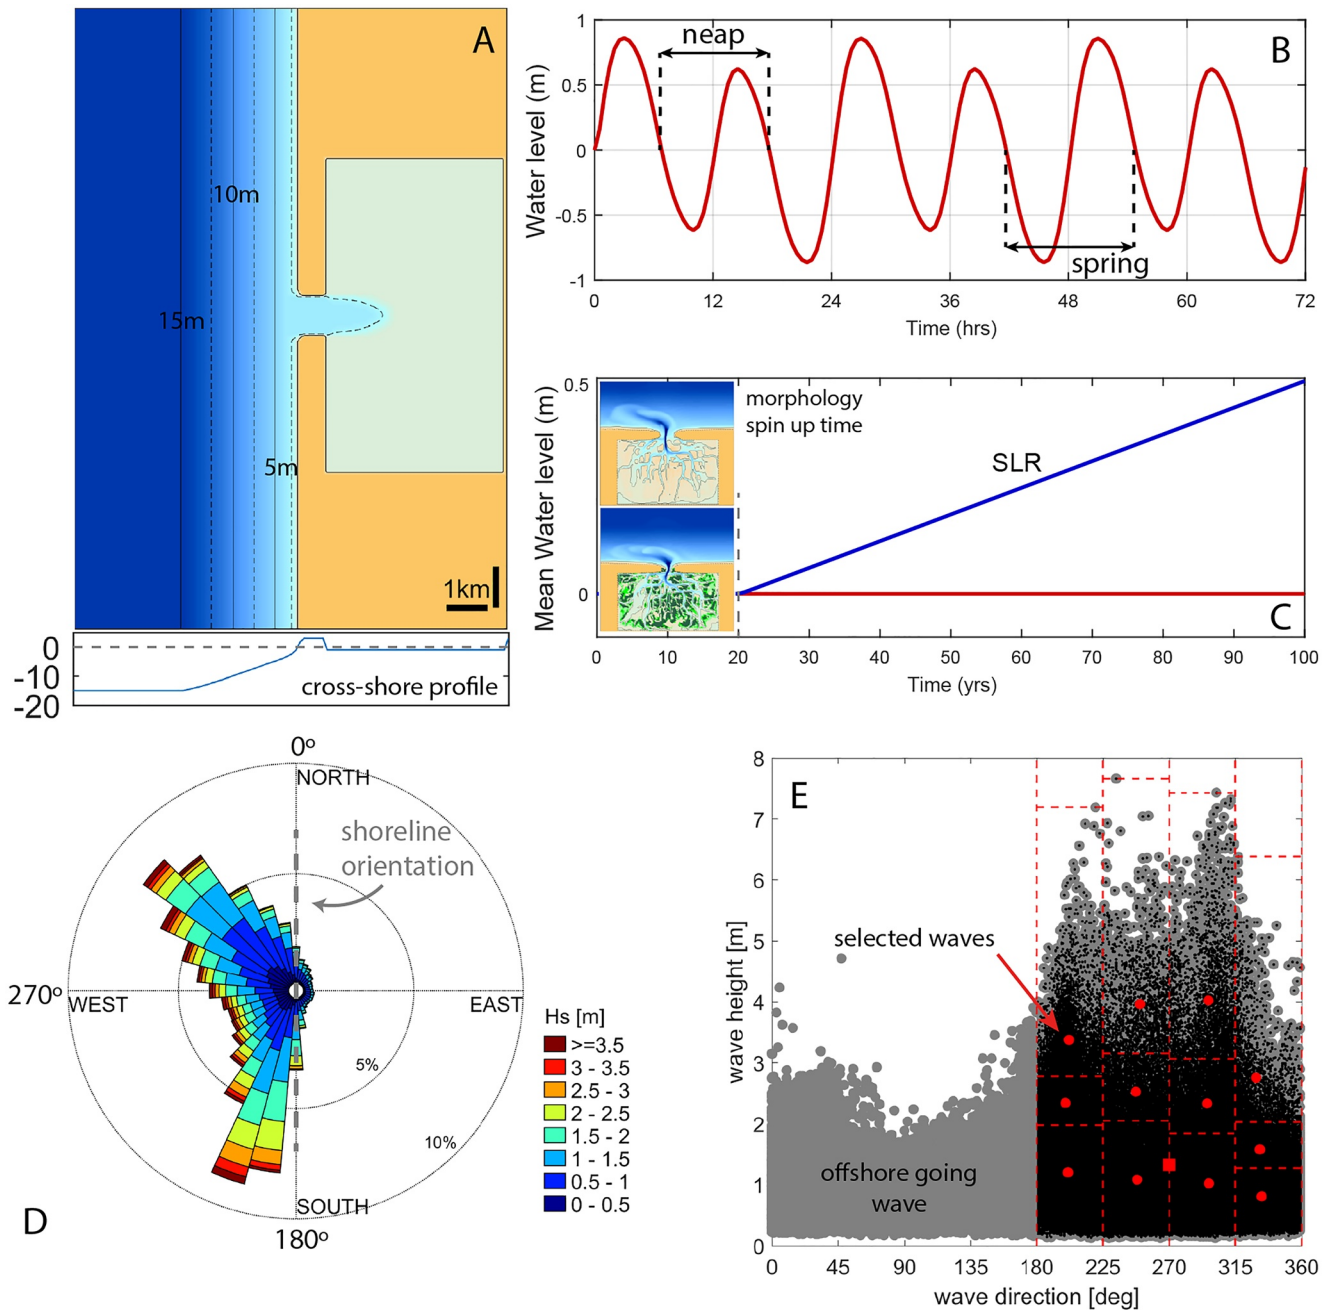 A
10m
15m
5m
1km
0
-10
-20
cross-shore profile
B
neap
spring
Water level (m)
1
0.5
0
-0.5
-1
0 12 24 36 48 60 72
Time (hrs)
C
morphology
spin up time
SLR
Mean Water level (m)
0.5
0
0 10 20 30 40 50 60 70 80 90 100
Time (yrs)
D
0º
NORTH
shoreline
orientation
270º
WEST
EAST
5%
10%
SOUTH
180º
Hs [m]
>=3.5
3 - 3.5
2.5 - 3
2 - 2.5
1.5 - 2
1 - 1.5
0.5 - 1
0 - 0.5
E
selected waves
offshore going
wave
wave height [m]
8
7
6
5
4
3
2
1
0
0 45 90 135 180 225 270 315 360
wave direction [deg]